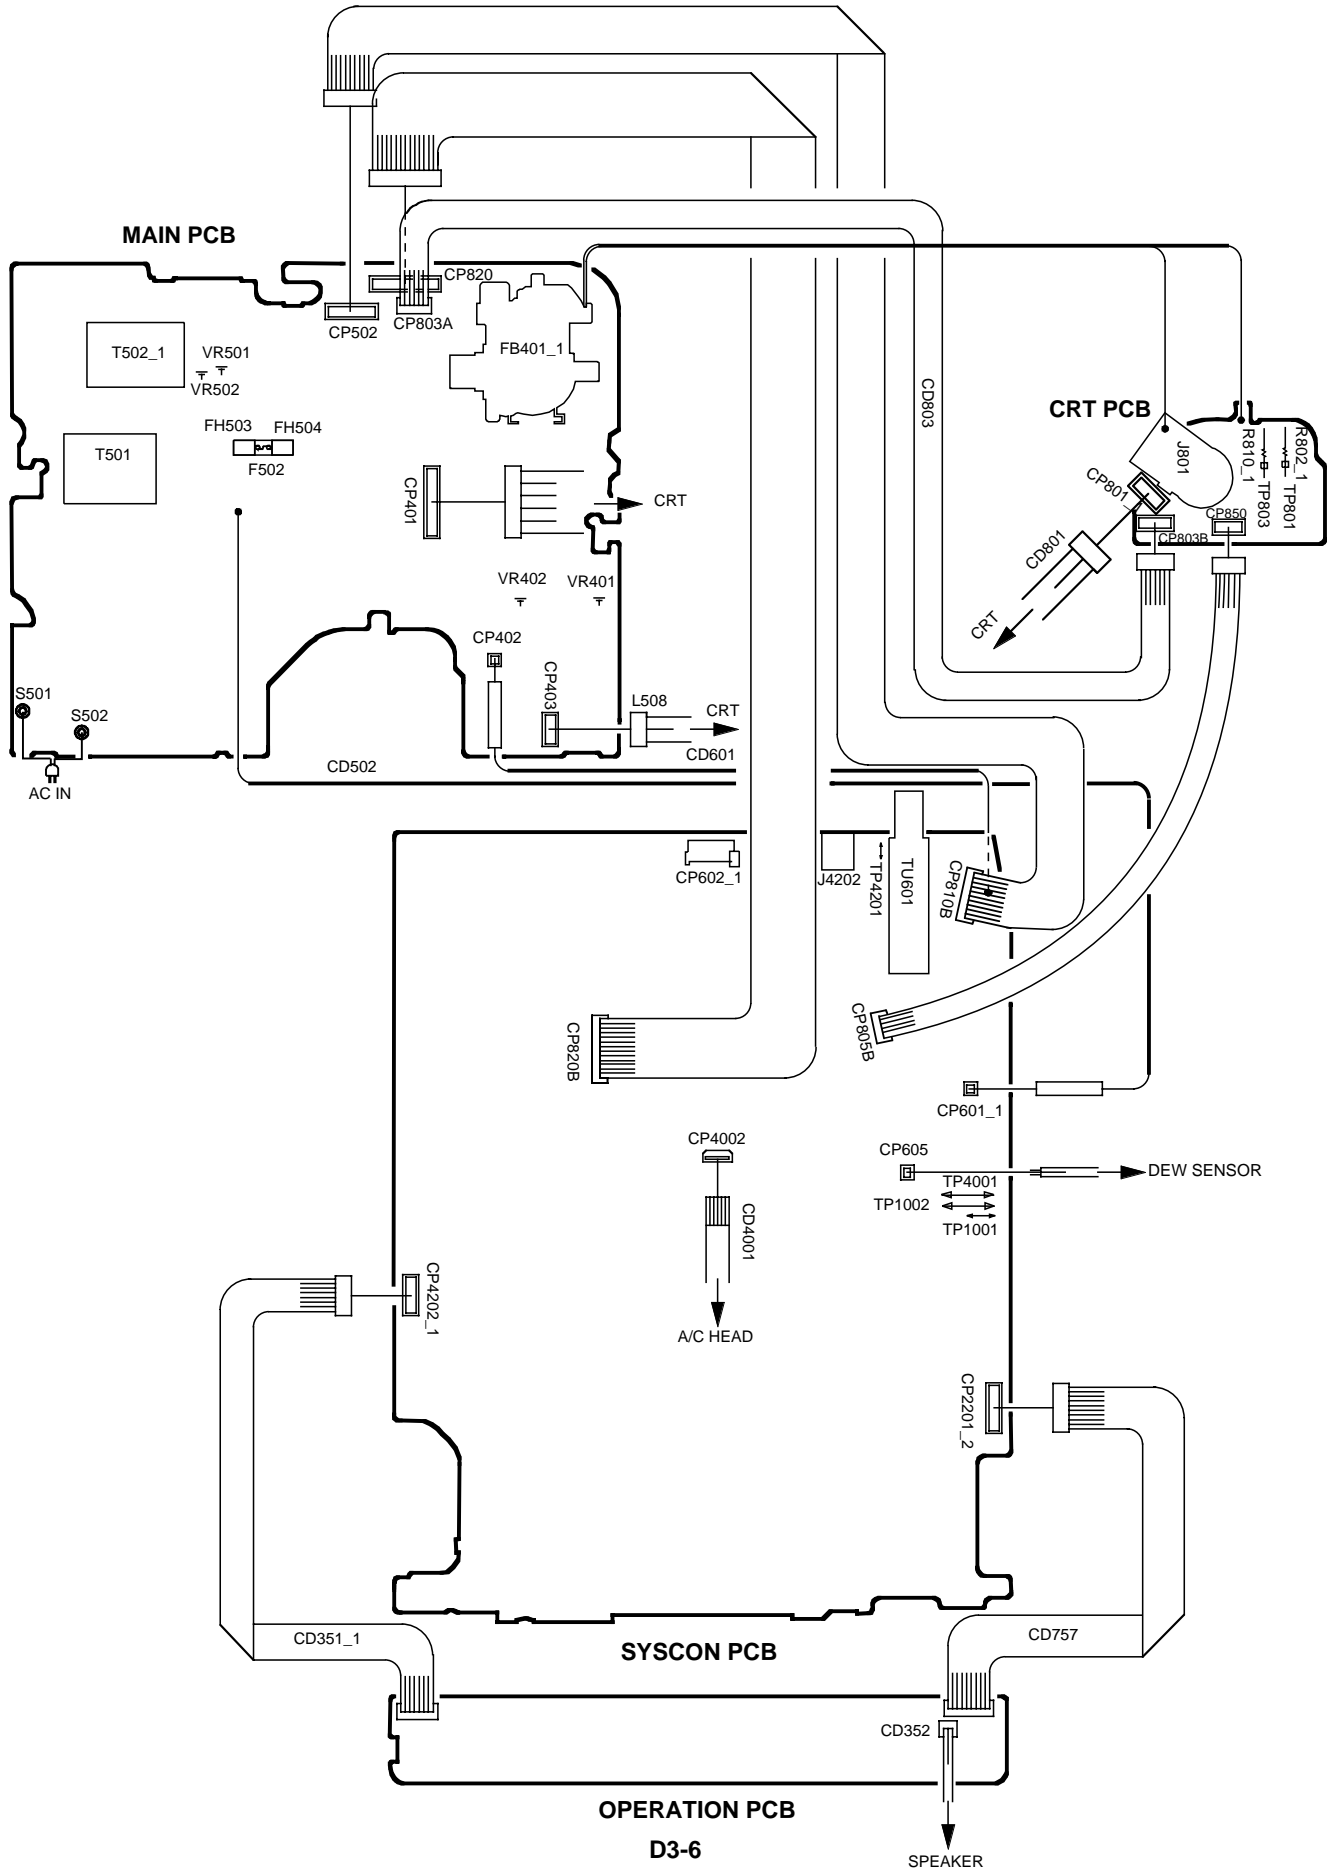 MAIN PCB
CP820
CP502
CP803A
T502_1
VR501
VR502
FB401_1
CD803
CRT PCB
FH503
FH504
F502
T501
CP401
CRT
J801
R810_1
R802_1
TP803
TP801
CP801_
CP850
CP803B
CD801
CRT
VR402
VR401
CP402
CP403
L508
CRT
CD601
S501
S502
AC IN
CD502
CP602_1
J4202
TP4201
TU601
CP810B
CP805B
CP820B
CP601_1
CP4002
CP605
DEW SENSOR
TP4001
TP1002
TP1001
CD4001
A/C HEAD
CP4202_1
CP2201_2
CD351_1
SYSCON PCB
CD757
CD352
OPERATION PCB
D3-6
SPEAKER